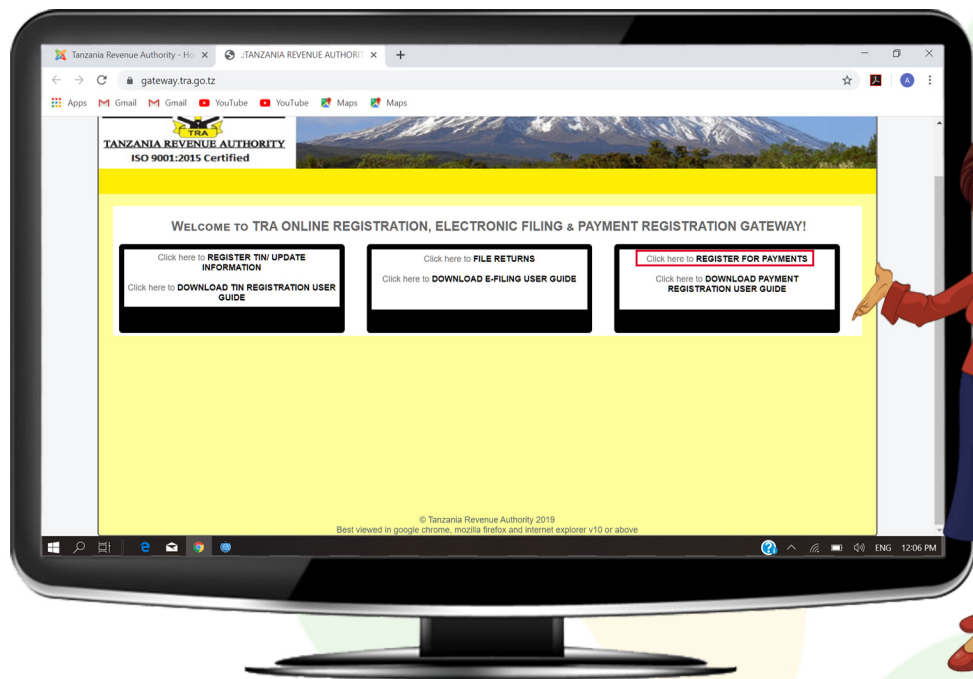 Tanzania Revenue Authority - Ho
.:TANZANIA REVENUE AUTHORIT
gateway.tra.go.tz
A
Apps Gmail Gmail YouTube YouTube Maps Maps
TRA
TANZANIA REVENUE AUTHORITY
ISO 9001:2015 Certified
WELCOME TO TRA ONLINE REGISTRATION, ELECTRONIC FILING & PAYMENT REGISTRATION GATEWAY!
Click here to REGISTER TIN/ UPDATE
INFORMATION
Click here to DOWNLOAD TIN REGISTRATION USER
GUIDE
Click here to FILE RETURNS
Click here to DOWNLOAD E-FILING USER GUIDE
Click here to REGISTER FOR PAYMENTS
Click here to DOWNLOAD PAYMENT
REGISTRATION USER GUIDE
© Tanzania Revenue Authority 2019
Best viewed in google chrome, mozilla firefox and internet explorer v10 or above
ENG 12:06 PM